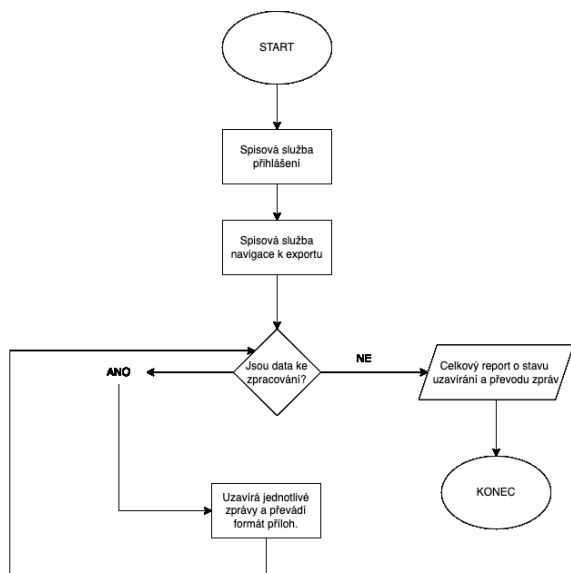 START
Spisová služba
přihlášení
Spisová služba
navigace k exportu
Jsou data ke
zpracování?
NE
ANO
Celkový report o stavu
uzavírání a převodu zpráv
KONEC
Uzavírá jednotlivé
zprávy a převádí
formát příloh.